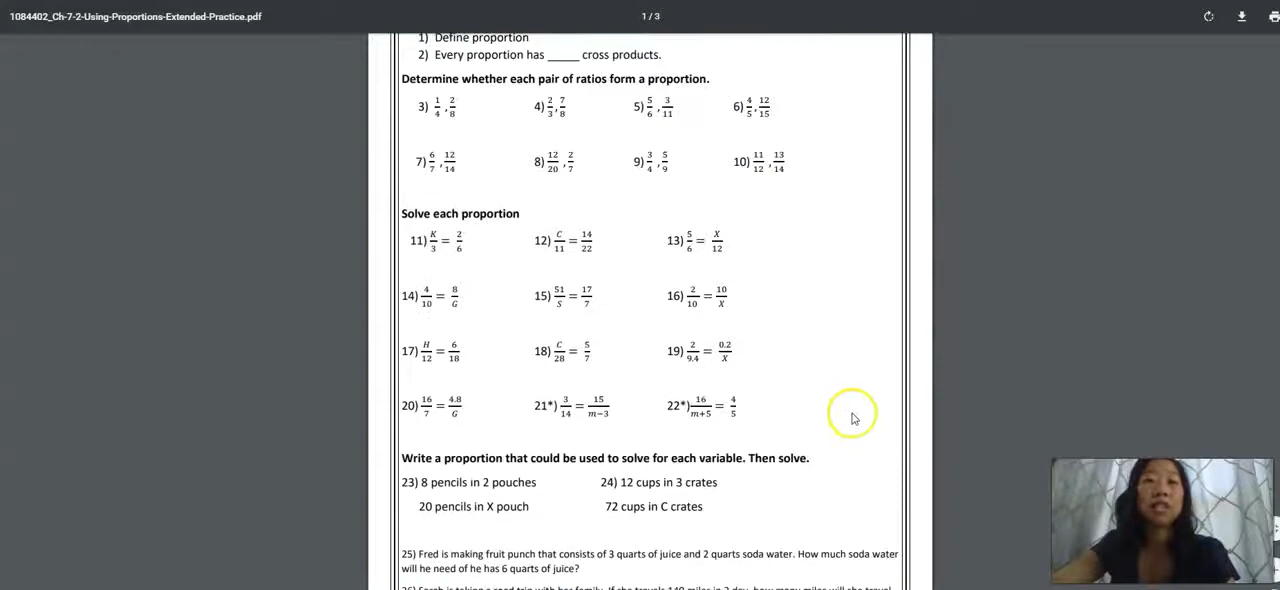 1084402_Ch-7-2-Using-Proportions-Extended-Practice.pdf
1 / 3
1) Define proportion
2) Every proportion has _____ cross products.
Determine whether each pair of ratios form a proportion.
3) 1/4 , 2/8 4) 2/3 , 7/8 5) 5/6 , 3/11 6) 4/5 , 12/15
7) 6/7 , 12/14 8) 12/20 , 2/7 9) 3/4 , 5/9 10) 11/12 , 13/14
Solve each proportion
11) K/3 = 2/6 12) C/11 = 14/22 13) 5/6 = X/12
14) 4/10 = 8/G 15) 51/S = 17/7 16) 2/10 = 10/X
17) H/12 = 6/18 18) C/28 = 5/7 19) 2/9.4 = 0.2/X
20) 16/7 = 4.8/G 21*) 3/14 = 15/m−3 22*) 16/m+5 = 4/5
Write a proportion that could be used to solve for each variable. Then solve.
23) 8 pencils in 2 pouches 24) 12 cups in 3 crates
20 pencils in X pouch 72 cups in C crates
25) Fred is making fruit punch that consists of 3 quarts of juice and 2 quarts soda water. How much soda water
will he need of he has 6 quarts of juice?